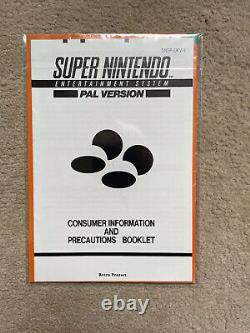 SNSP-UKV-1
SUPER NINTENDO
ENTERTAINMENT SYSTEM
PAL VERSION
CONSUMER INFORMATION
AND
PRECAUTIONS BOOKLET
Retro Protect